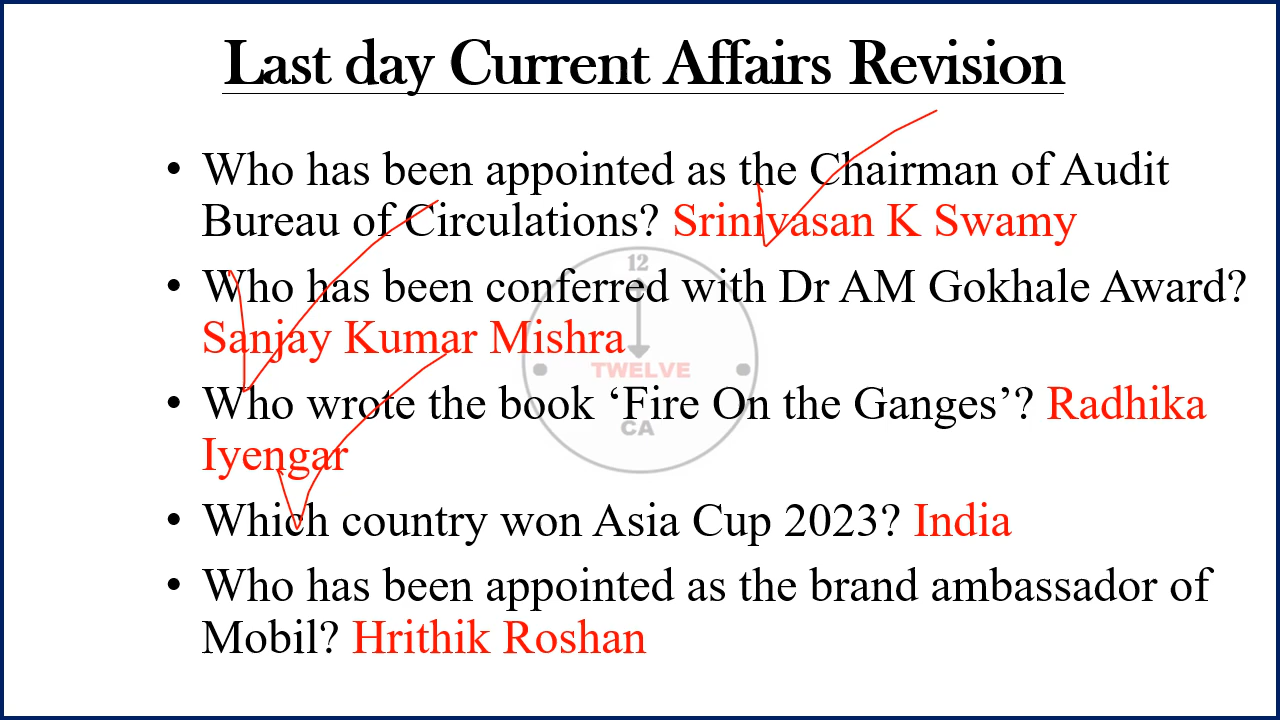 Last day Current Affairs Revision
• Who has been appointed as the Chairman of Audit
Bureau of Circulations? Srinivasan K Swamy
• Who has been conferred with Dr AM Gokhale Award?
Sanjay Kumar Mishra
• Who wrote the book ‘Fire On the Ganges’? Radhika
Iyengar
• Which country won Asia Cup 2023? India
• Who has been appointed as the brand ambassador of
Mobil? Hrithik Roshan
12
TWELVE
CA